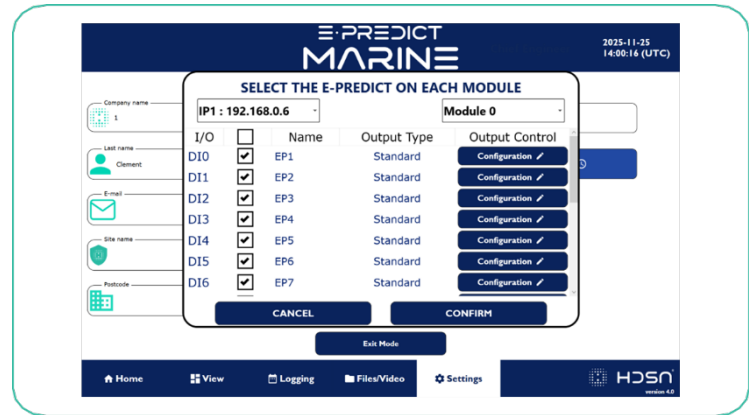 E·PREDICT
MARINE
2025-11-25
14:00:16 (UTC)
SELECT THE E-PREDICT ON EACH MODULE
IP1 : 192.168.0.6 Module 0
I/O Name Output Type Output Control
DI0 EP1 Standard Configuration
DI1 EP2 Standard Configuration
DI2 EP3 Standard Configuration
DI3 EP4 Standard Configuration
DI4 EP5 Standard Configuration
DI5 EP6 Standard Configuration
DI6 EP7 Standard Configuration
CANCEL CONFIRM
Company name
1
Last name
Clement
E-mail
Site name
Postcode
Exit Mode
Home View Logging Files/Video Settings
HDSN
version 4.0